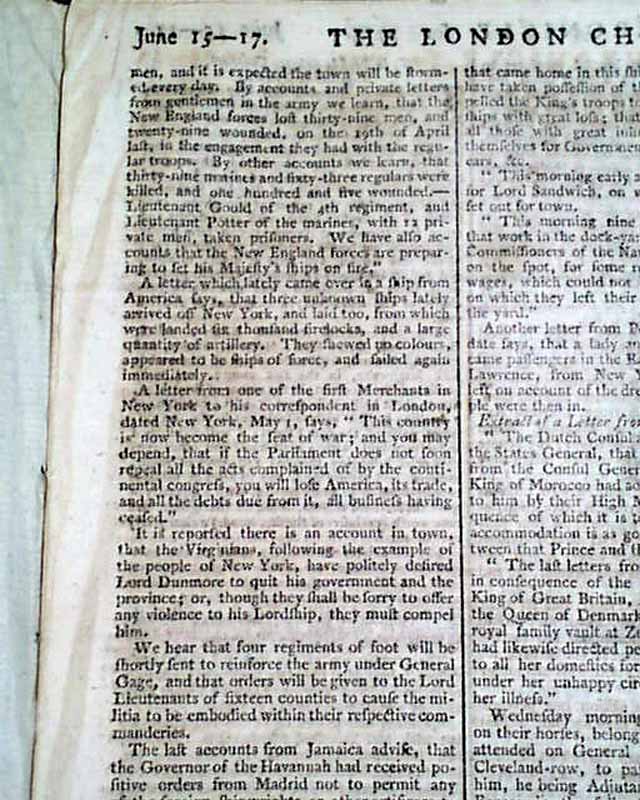 June 15—17. THE LONDON CH
men, and it is expected the town will be ſtorm-
ed every day. By accounts and private letters
from gentlemen in the army we learn, that the
New England forces loſt thirty-nine men, and
twenty-nine wounded, on the 19th of April
laſt, in the engagement they had with the regu-
lar troops. By other accounts we learn, that
thirty-nine marines and ſixty-three regulars were
killed, and one hundred and five wounded.—
Lieutenant Gould of the 4th regiment, and
Lieutenant Potter of the marines, with 12 pri-
vate men, taken priſoners. We have alſo ac-
counts that the New England forces are prepar-
ing to ſet his Majeſty's ſhips on fire."
A letter which lately came over in a ſhip from
America ſays, that three unknown ſhips lately
arrived off New York, and laid too, from which
were landed ſix thouſand firelocks, and a large
quantity of artillery. They ſhewed no colours,
appeared to be ſhips of force, and ſailed again
immediately.
A letter from one of the firſt Merchants in
New York to his correſpondent in London,
dated New York, May 1, ſays, " This country
is now become the ſeat of war; and you may
depend, that if the Parliament does not ſoon
repeal all the acts complained of by the conti-
nental congreſs, you will loſe America, its trade,
and all the debts due from it, all buſineſs having
ceaſed."
It is reported there is an account in town,
that the Virginians, following the example of
the people of New York, have politely deſired
Lord Dunmore to quit his government and the
province; or, though they ſhall be ſorry to offer
any violence to his Lordſhip, they muſt compel
him.
We hear that four regiments of foot will be
ſhortly ſent to reinforce the army under General
Gage, and that orders will be given to the Lord
Lieutenants of ſixteen counties to cauſe the mi-
litia to be embodied within their reſpective com-
manderies.
The laſt accounts from Jamaica adviſe, that
the Governor of the Havannah had received po-
ſitive orders from Madrid not to permit any
that came home in this ſhi
have taken poſſeſſion of
pelled the King's troops
ſhips with great loſs; tha
all thoſe with great
themſelves for Governmen
ears, &c.
" This morning early a
for Lord Sandwich, on
ſet out for town.
" This morning nine
that work in the dock-ya
Commiſſioners of the Na
on the ſpot, for ſome
wages, which could not
on which they left their
the yard."
Another letter from
date ſays, that a lady
came paſſengers in the
Lawrence, from New Y
left on account of the
ple were then in.
Extract of a Letter from
" The Dutch Conſul
the States General, that
from the Conſul Gener
King of Morocco had
to him by their High M
quence of which it is
accommodation is as go
tween that Prince and
" The laſt letters fro
in conſequence of the
King of Great Britain,
the Queen of Denmark
royal family vault at Z
had likewiſe directed pe
to all her domeſtics for
under her unhappy cir
her illneſs."
Wedneſday mornin
on their horſes, belong
attended on General
Cleveland-row, to pa
him, he being Adjuta